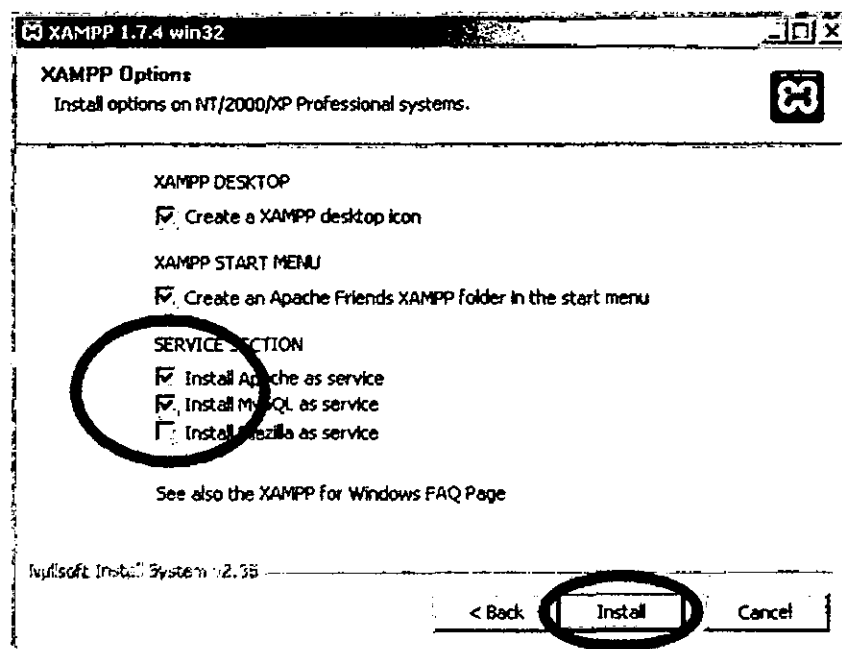 XAMPP 1.7.4 win32
XAMPP Options
Install options on NT/2000/XP Professional systems.
XAMPP DESKTOP
Create a XAMPP desktop icon
XAMPP START MENU
Create an Apache Friends XAMPP folder in the start menu
SERVICE SECTION
Install Apache as service
Install MySQL as service
Install Filezilla as service
See also the XAMPP for Windows FAQ Page
Nullsoft Install System v2.35
< Back Install Cancel